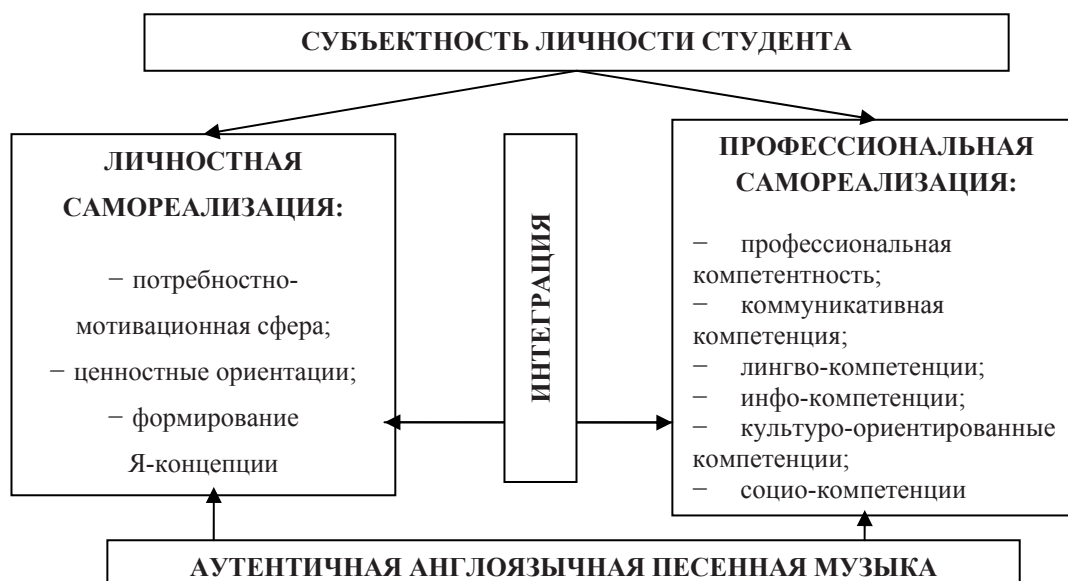 СУБЪЕКТНОСТЬ ЛИЧНОСТИ СТУДЕНТА
ЛИЧНОСТНАЯ
САМОРЕАЛИЗАЦИЯ:
− потребностно-
мотивационная сфера;
− ценностные ориентации;
− формирование
Я-концепции
ИНТЕГРАЦИЯ
ПРОФЕССИОНАЛЬНАЯ
САМОРЕАЛИЗАЦИЯ:
− профессиональная
компетентность;
− коммуникативная
компетенция;
− лингво-компетенции;
− инфо-компетенции;
− культуро-ориентированные
компетенции;
− социо-компетенции
АУТЕНТИЧНАЯ АНГЛОЯЗЫЧНАЯ ПЕСЕННАЯ МУЗЫКА